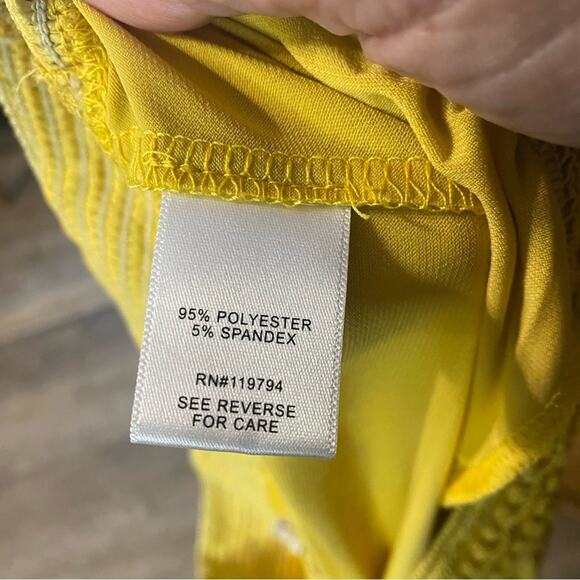 95% POLYESTER
5% SPANDEX
RN#119794
SEE REVERSE
FOR CARE